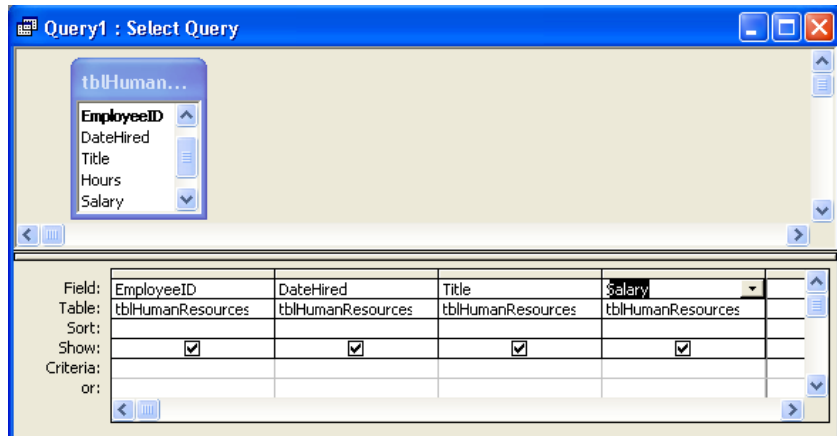 Query1 : Select Query
tblHuman...
EmployeeID
DateHired
Title
Hours
Salary
Field: EmployeeID DateHired Title Salary
Table: tblHumanResources tblHumanResources tblHumanResources tblHumanResources
Sort:
Show:
Criteria:
or: